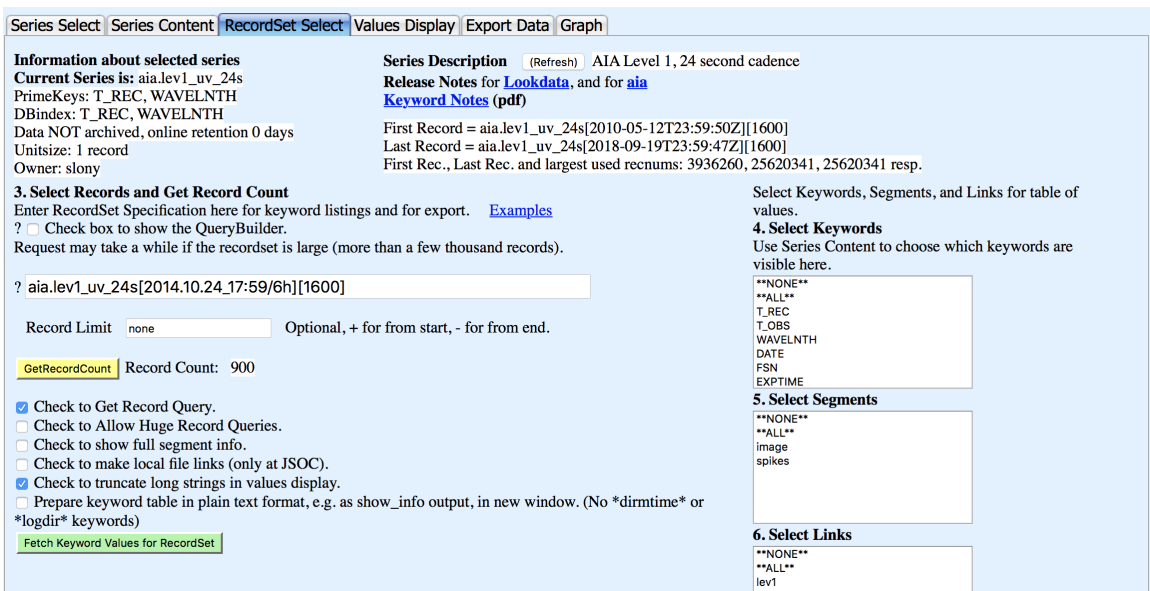 Series Select Series Content RecordSet Select Values Display Export Data Graph
Information about selected series
Current Series is: aia.lev1_uv_24s
PrimeKeys: T_REC, WAVELNTH
DBindex: T_REC, WAVELNTH
Data NOT archived, online retention 0 days
Unitsize: 1 record
Owner: slony
Series Description (Refresh) AIA Level 1, 24 second cadence
Release Notes for Lookdata, and for aia
Keyword Notes (pdf)
First Record = aia.lev1_uv_24s[2010-05-12T23:59:50Z][1600]
Last Record = aia.lev1_uv_24s[2018-09-19T23:59:47Z][1600]
First Rec., Last Rec. and largest used recnums: 3936260, 25620341, 25620341 resp.
3. Select Records and Get Record Count
Enter RecordSet Specification here for keyword listings and for export. Examples
? Check box to show the QueryBuilder.
Request may take a while if the recordset is large (more than a few thousand records).
? aia.lev1_uv_24s[2014.10.24_17:59/6h][1600]
Record Limit none Optional, + for from start, - for from end.
GetRecordCount Record Count: 900
Check to Get Record Query.
Check to Allow Huge Record Queries.
Check to show full segment info.
Check to make local file links (only at JSOC).
Check to truncate long strings in values display.
Prepare keyword table in plain text format, e.g. as show_info output, in new window. (No *dirmtime* or
*logdir* keywords)
Fetch Keyword Values for RecordSet
Select Keywords, Segments, and Links for table of
values.
4. Select Keywords
Use Series Content to choose which keywords are
visible here.
**NONE**
**ALL**
T_REC
T_OBS
WAVELNTH
DATE
FSN
EXPTIME
5. Select Segments
**NONE**
**ALL**
image
spikes
6. Select Links
**NONE**
**ALL**
lev1